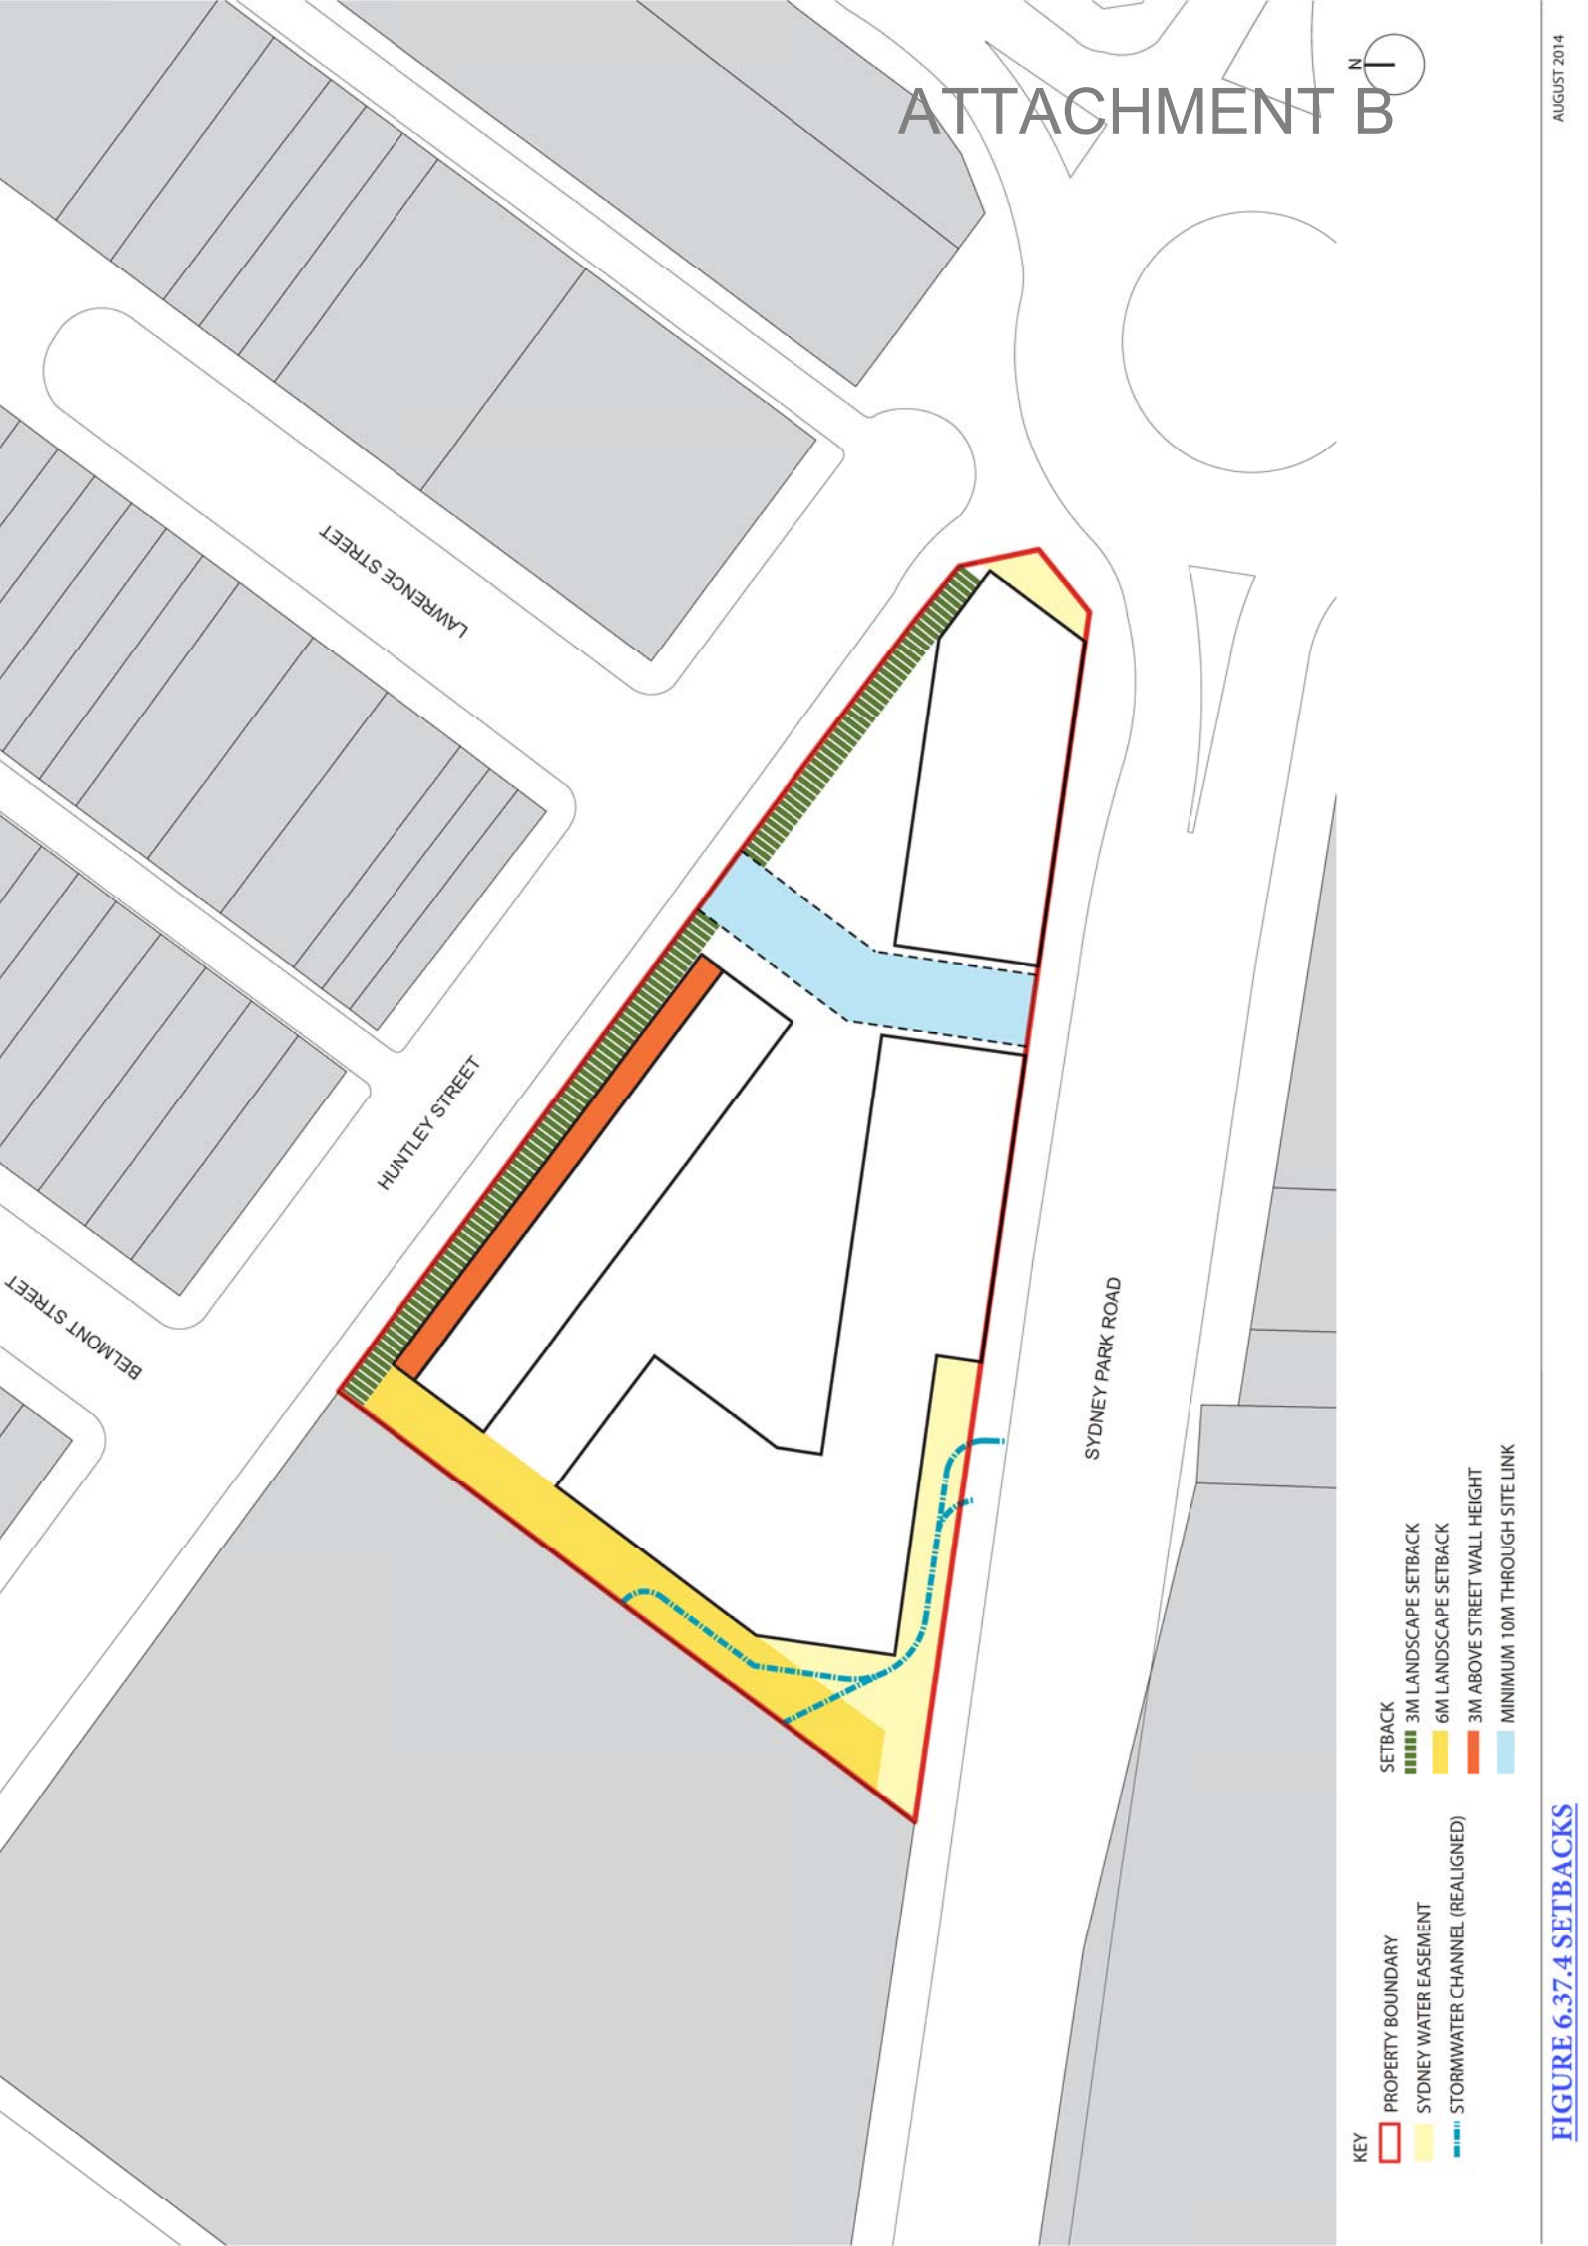 ATTACHMENT B
LAWRENCE STREET
HUNTLEY STREET
BELMONT STREET
SYDNEY PARK ROAD
N
KEY
PROPERTY BOUNDARY
SYDNEY WATER EASEMENT
STORMWATER CHANNEL (REALIGNED)
SETBACK
3M LANDSCAPE SETBACK
6M LANDSCAPE SETBACK
3M ABOVE STREET WALL HEIGHT
MINIMUM 10M THROUGH SITE LINK
FIGURE 6.37.4 SETBACKS
AUGUST 2014